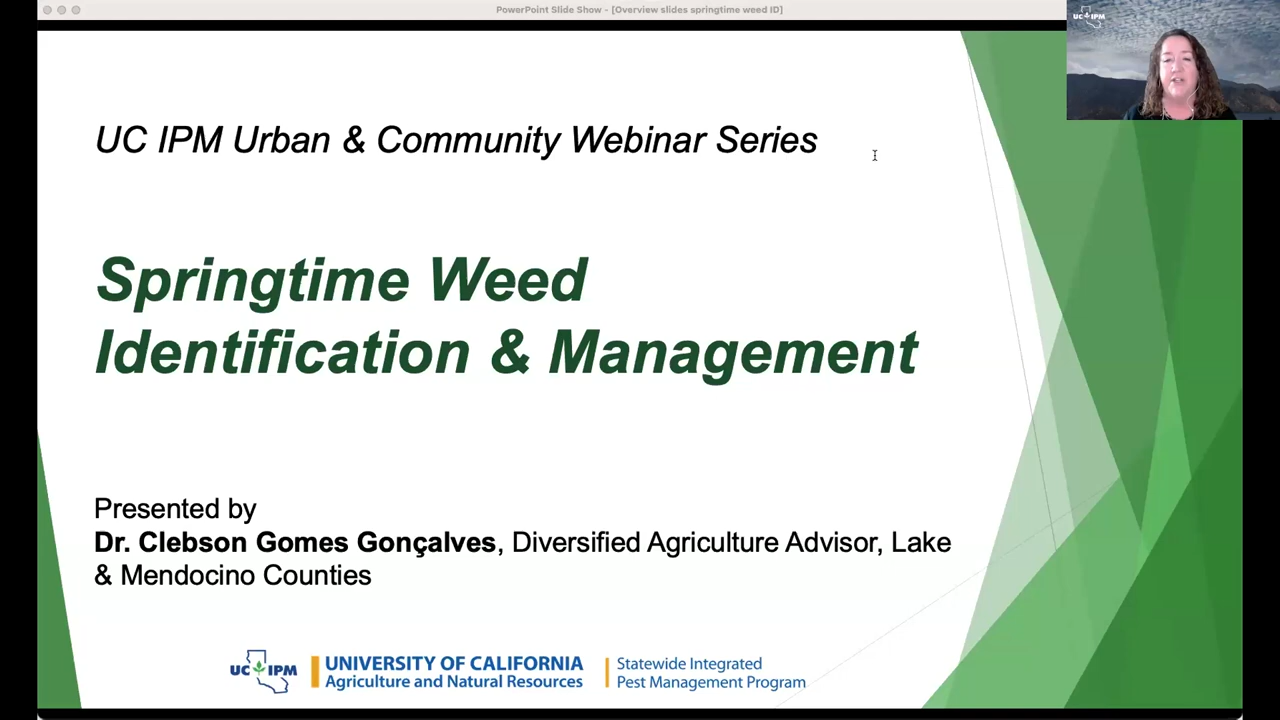 PowerPoint Slide Show - [Overview slides springtime weed ID]
UC IPM
UC IPM Urban & Community Webinar Series
Springtime Weed
Identification & Management
Presented by
Dr. Clebson Gomes Gonçalves, Diversified Agriculture Advisor, Lake
& Mendocino Counties
UC IPM
UNIVERSITY OF CALIFORNIA
Agriculture and Natural Resources
Statewide Integrated
Pest Management Program